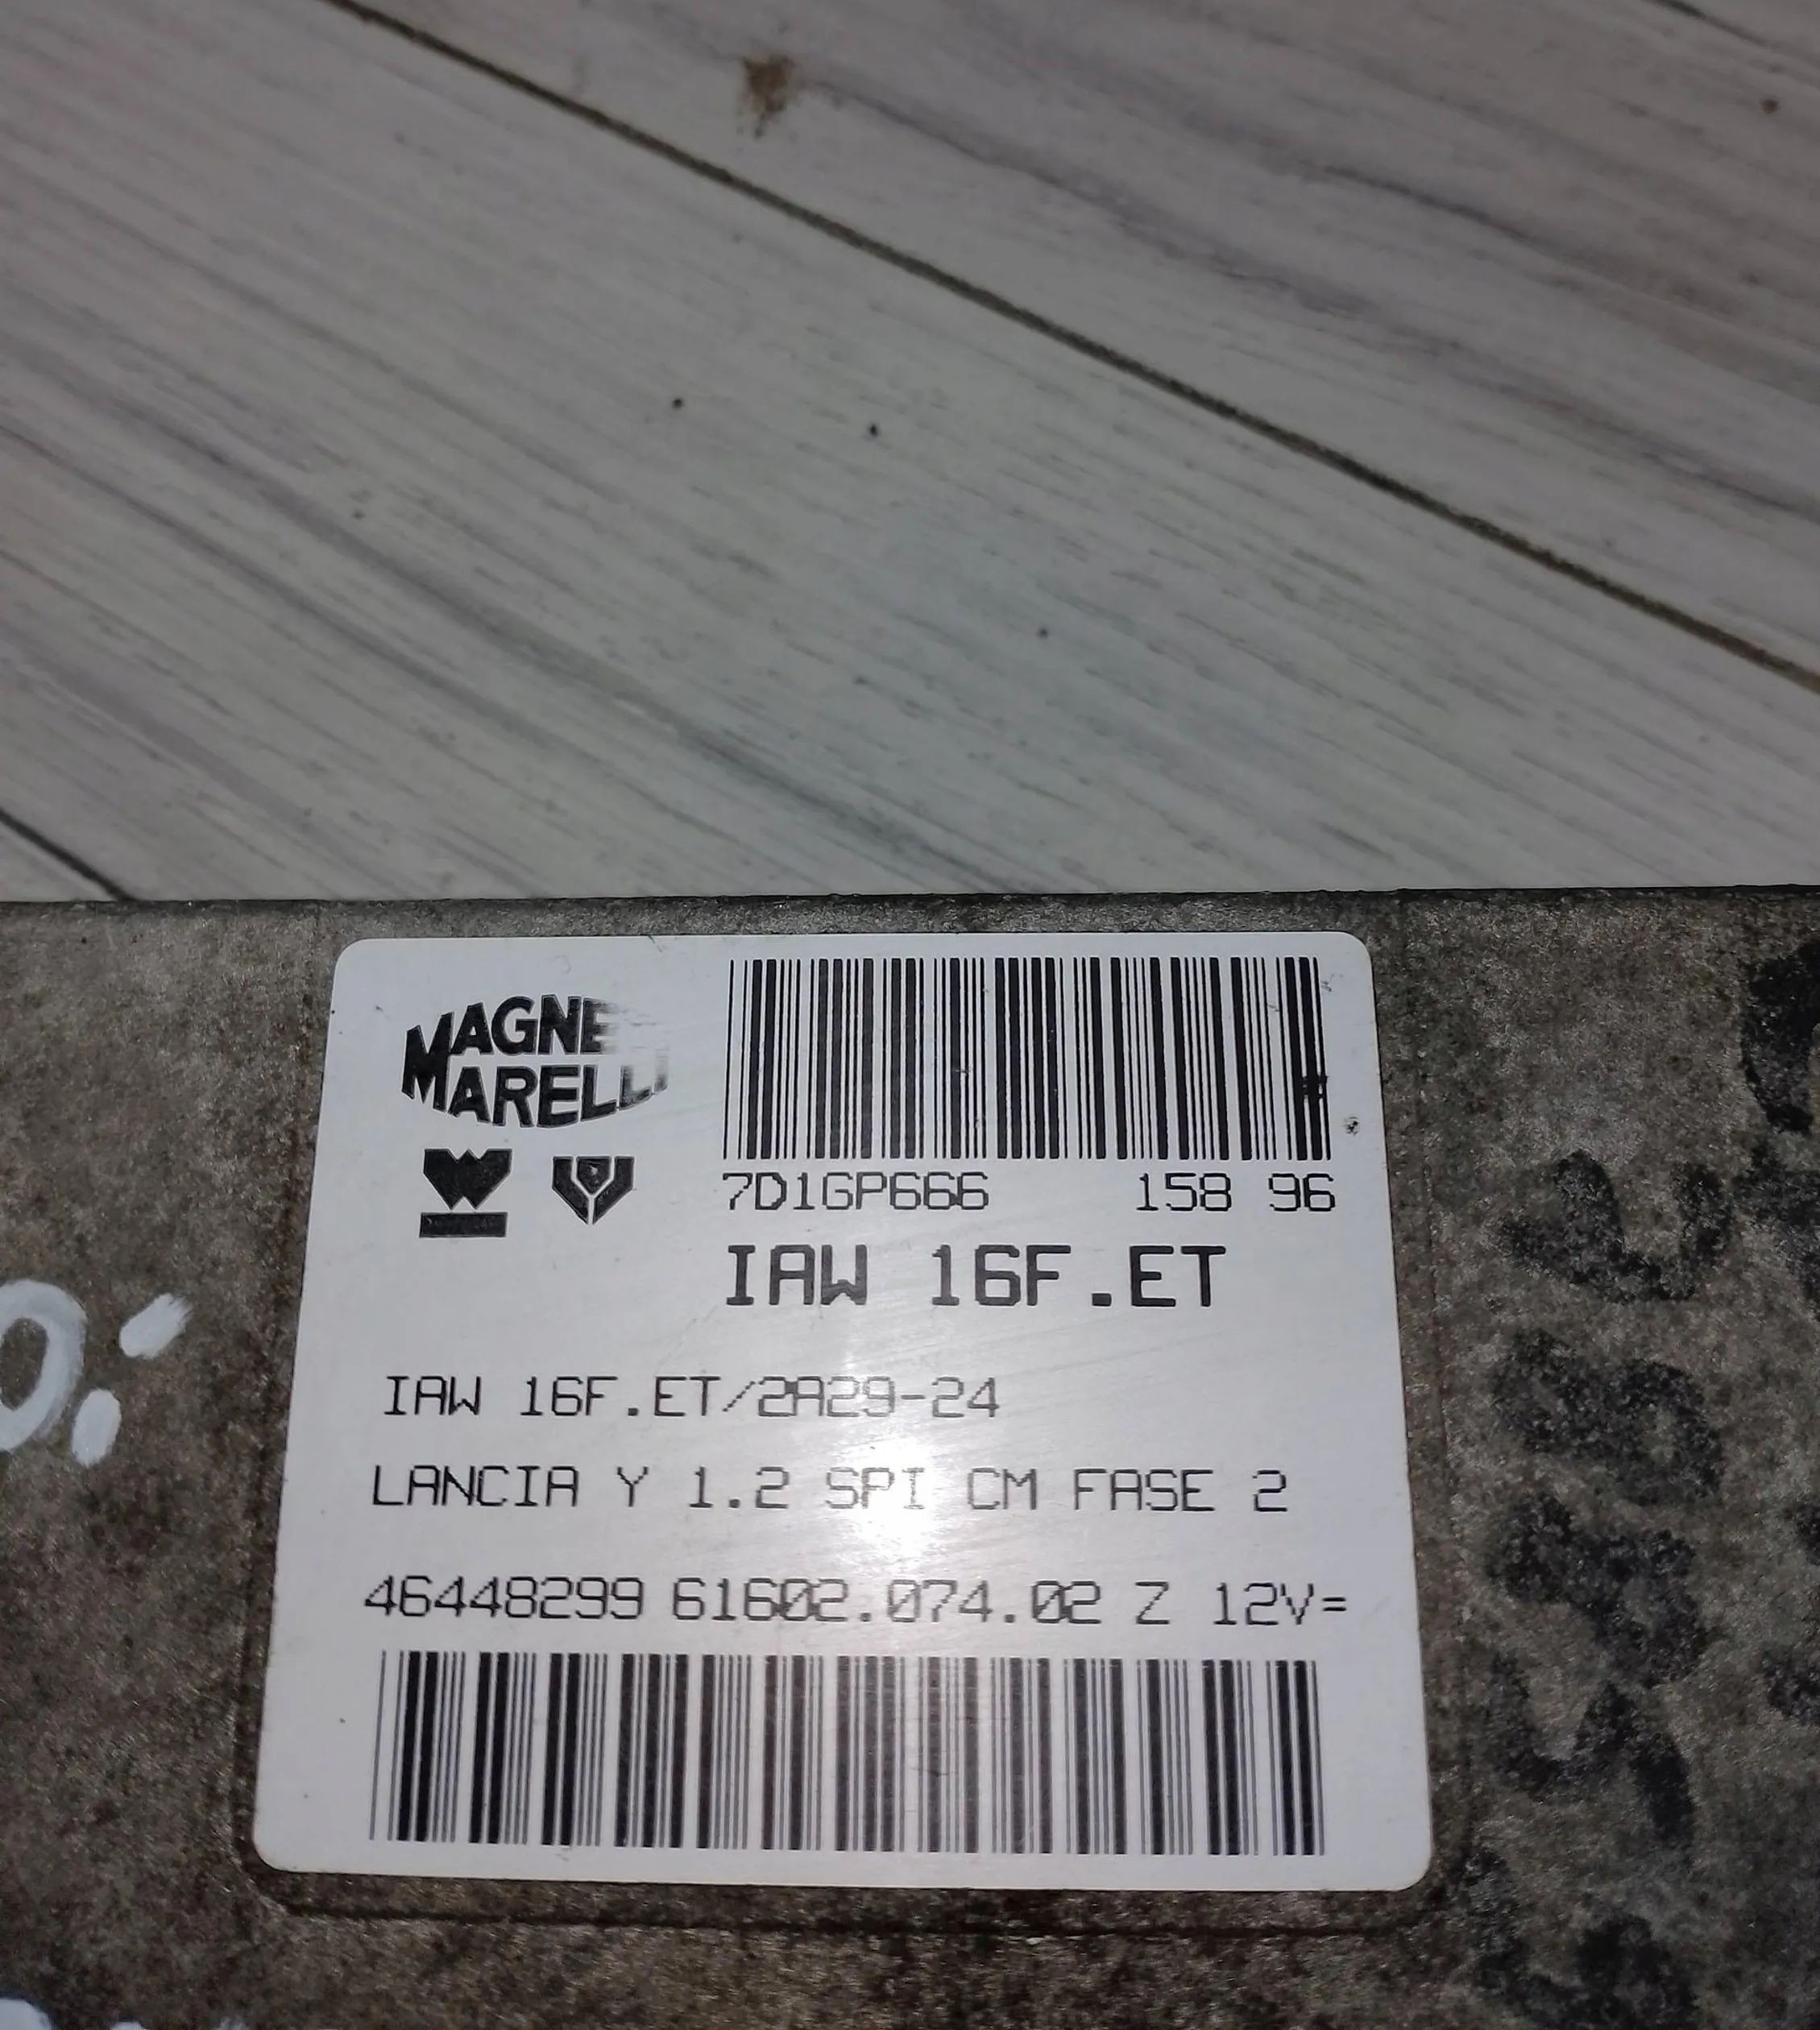 MAGNE
MARELLI
7D1GP666 158 96
IAW 16F.ET
IAW 16F.ET/2A29-24
LANCIA Y 1.2 SPI CM FASE 2
46448299 61602.074.02 Z 12V=